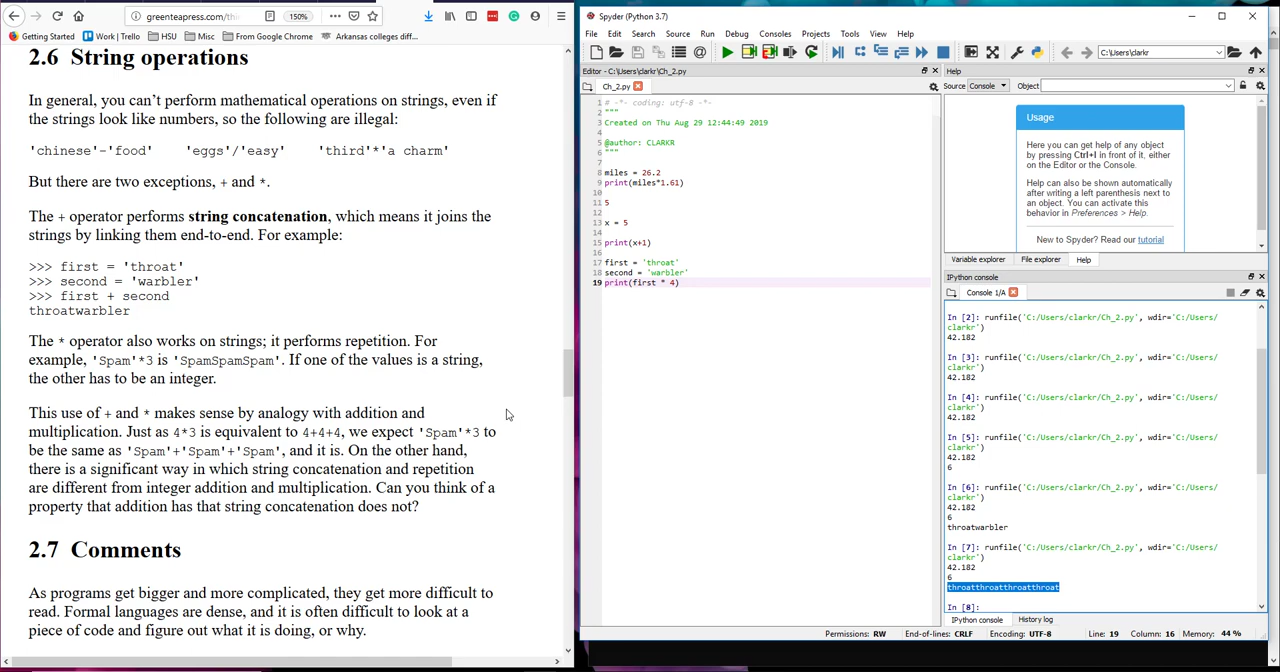 greenteapress.com/thi
150%
Getting Started
Work | Trello
HSU
Misc
From Google Chrome
Arkansas colleges diff...
2.6 String operations
In general, you can’t perform mathematical operations on strings, even if
the strings look like numbers, so the following are illegal:
'chinese'-'food' 'eggs'/'easy' 'third'*'a charm'
But there are two exceptions, + and *.
The + operator performs string concatenation, which means it joins the
strings by linking them end-to-end. For example:
>>> first = 'throat'
>>> second = 'warbler'
>>> first + second
throatwarbler
The * operator also works on strings; it performs repetition. For
example, 'Spam'*3 is 'SpamSpamSpam'. If one of the values is a string,
the other has to be an integer.
This use of + and * makes sense by analogy with addition and
multiplication. Just as 4*3 is equivalent to 4+4+4, we expect 'Spam'*3 to
be the same as 'Spam'+'Spam'+'Spam', and it is. On the other hand,
there is a significant way in which string concatenation and repetition
are different from integer addition and multiplication. Can you think of a
property that addition has that string concatenation does not?
2.7 Comments
As programs get bigger and more complicated, they get more difficult to
read. Formal languages are dense, and it is often difficult to look at a
piece of code and figure out what it is doing, or why.
Spyder (Python 3.7)
File Edit Search Source Run Debug Consoles Projects Tools View Help
C:\Users\clarkr
Editor - C:\Users\clarkr\Ch_2.py
Ch_2.py
1 # -*- coding: utf-8 -*-
2 """
3 Created on Thu Aug 29 12:44:49 2019
4
5 @author: CLARKR
6 """
7
8 miles = 26.2
9 print(miles*1.61)
10
11 5
12
13 x = 5
14
15 print(x+1)
16
17 first = 'throat'
18 second = 'warbler'
19 print(first * 4)
Help
Source Console Object
Usage
Here you can get help of any object
by pressing Ctrl+I in front of it, either
on the Editor or the Console.
Help can also be shown automatically
after writing a left parenthesis next to
an object. You can activate this
behavior in Preferences > Help.
New to Spyder? Read our tutorial
Variable explorer File explorer Help
IPython console
Console 1/A
In [2]: runfile('C:/Users/clarkr/Ch_2.py', wdir='C:/Users/
clarkr')
42.182
In [3]: runfile('C:/Users/clarkr/Ch_2.py', wdir='C:/Users/
clarkr')
42.182
In [4]: runfile('C:/Users/clarkr/Ch_2.py', wdir='C:/Users/
clarkr')
42.182
In [5]: runfile('C:/Users/clarkr/Ch_2.py', wdir='C:/Users/
clarkr')
42.182
6
In [6]: runfile('C:/Users/clarkr/Ch_2.py', wdir='C:/Users/
clarkr')
42.182
6
throatwarbler
In [7]: runfile('C:/Users/clarkr/Ch_2.py', wdir='C:/Users/
clarkr')
42.182
6
throatthroatthroatthroat
In [8]:
IPython console History log
Permissions: RW End-of-lines: CRLF Encoding: UTF-8 Line: 19 Column: 16 Memory: 44 %